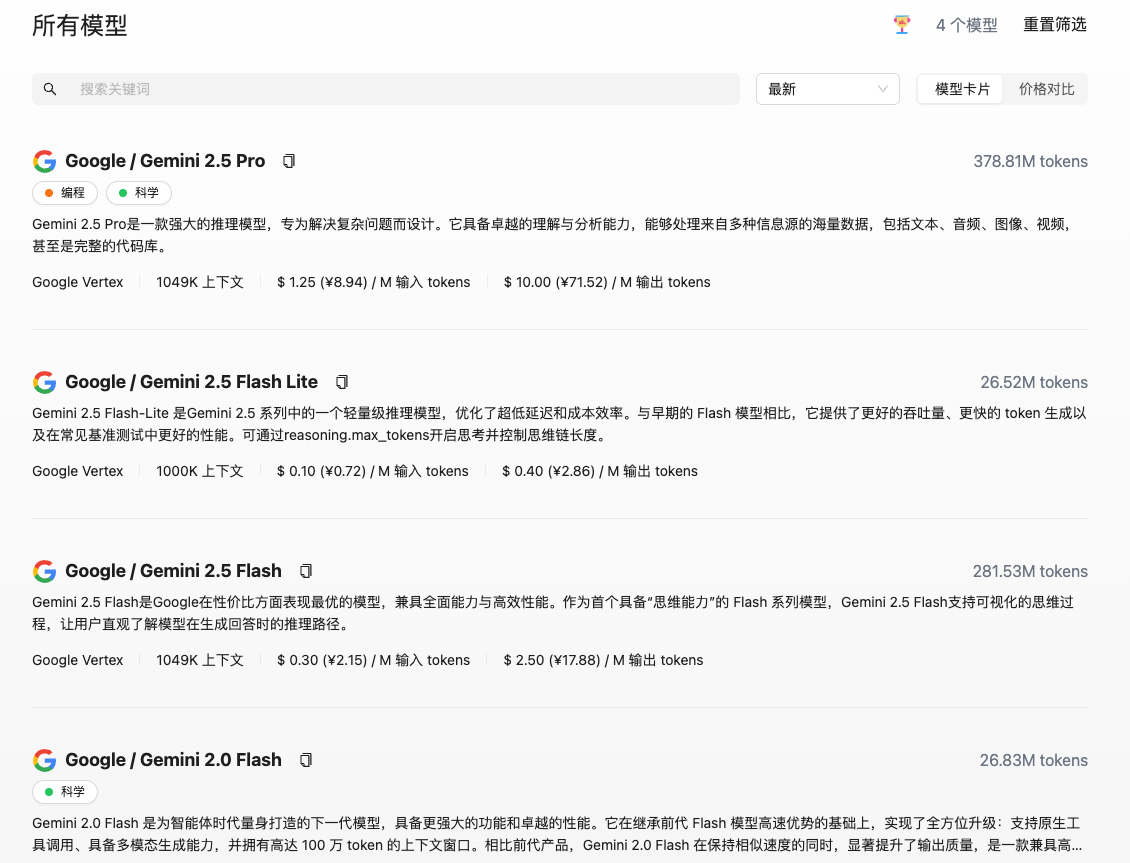 所有模型
4 个模型
重置筛选
搜索关键词
最新
模型卡片
价格对比
Google / Gemini 2.5 Pro
378.81M tokens
编程
科学
Gemini 2.5 Pro是一款强大的推理模型，专为解决复杂问题而设计。它具备卓越的理解与分析能力，能够处理来自多种信息源的海量数据，包括文本、音频、图像、视频，
甚至是完整的代码库。
Google Vertex
1049K 上下文
$ 1.25 (¥8.94) / M 输入 tokens
$ 10.00 (¥71.52) / M 输出 tokens
Google / Gemini 2.5 Flash Lite
26.52M tokens
Gemini 2.5 Flash-Lite 是Gemini 2.5 系列中的一个轻量级推理模型，优化了超低延迟和成本效率。与早期的 Flash 模型相比，它提供了更好的吞吐量、更快的 token 生成以
及在常见基准测试中更好的性能。可通过reasoning.max_tokens开启思考并控制思维链长度。
Google Vertex
1000K 上下文
$ 0.10 (¥0.72) / M 输入 tokens
$ 0.40 (¥2.86) / M 输出 tokens
Google / Gemini 2.5 Flash
281.53M tokens
Gemini 2.5 Flash是Google在性价比方面表现最优的模型，兼具全面能力与高效性能。作为首个具备“思维能力”的 Flash 系列模型，Gemini 2.5 Flash支持可视化的思维过
程，让用户直观了解模型在生成回答时的推理路径。
Google Vertex
1049K 上下文
$ 0.30 (¥2.15) / M 输入 tokens
$ 2.50 (¥17.88) / M 输出 tokens
Google / Gemini 2.0 Flash
26.83M tokens
科学
Gemini 2.0 Flash 是为智能体时代量身打造的下一代模型，具备更强大的功能和卓越的性能。它在继承前代 Flash 模型高速优势的基础上，实现了全方位升级：支持原生工
具调用、具备多模态生成能力，并拥有高达 100 万 token 的上下文窗口。相比前代产品，Gemini 2.0 Flash 在保持相似速度的同时，显著提升了输出质量，是一款兼具高...